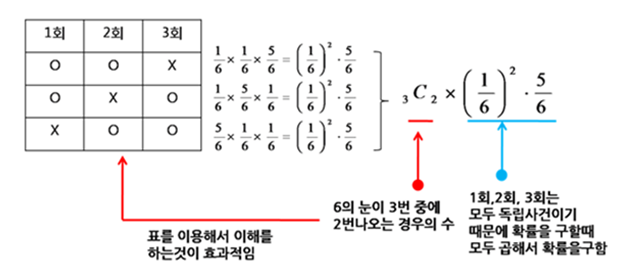 1회 2회 3회
O O X
O X O
X O O
1/6 × 1/6 × 5/6 = (1/6)² · 5/6
1/6 × 5/6 × 1/6 = (1/6)² · 5/6
5/6 × 1/6 × 1/6 = (1/6)² · 5/6
₃C₂ × (1/6)² · 5/6
표를 이용해서 이해를
하는것이 효과적임
6의 눈이 3번 중에
2번나오는 경우의 수
1회,2회, 3회는
모두 독립사건이기
때문에 확률을 구할때
모두 곱해서 확률을구함